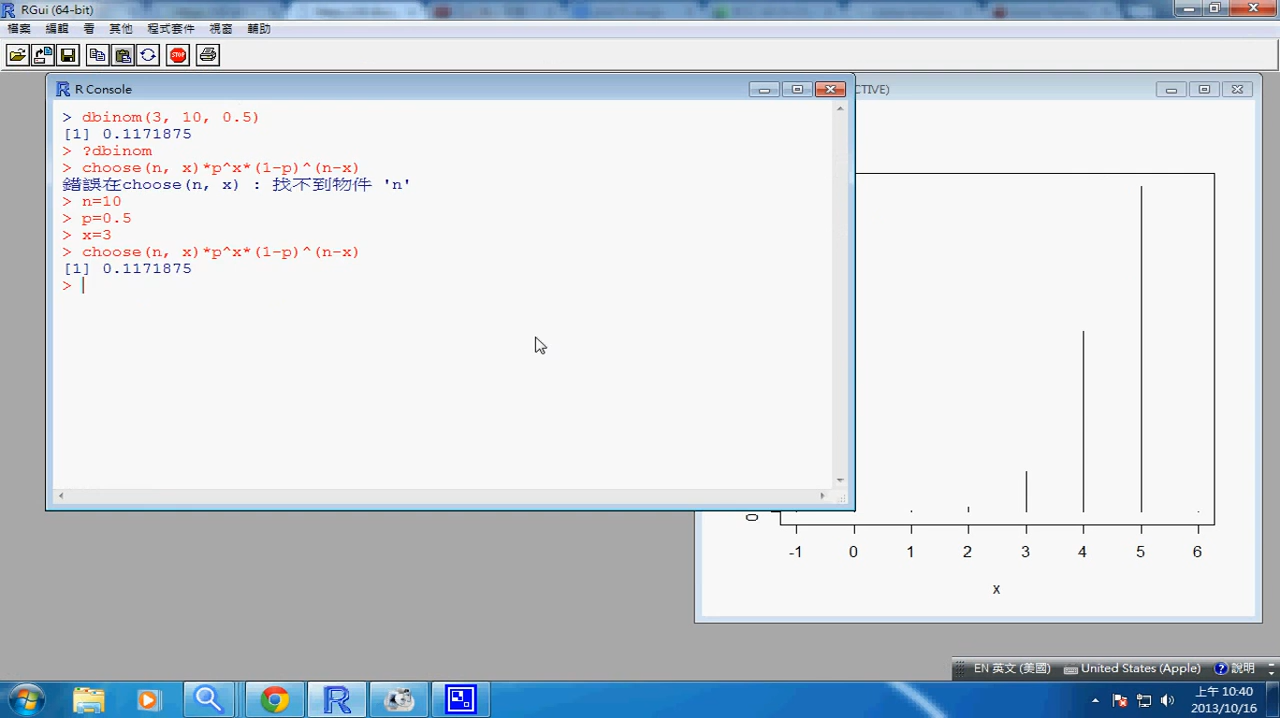 RGui (64-bit)
檔案 編輯 看 其他 程式套件 視窗 輔助
STOP
R Console
CTIVE)
> dbinom(3, 10, 0.5)
[1] 0.1171875
> ?dbinom
> choose(n, x)*p^x*(1-p)^(n-x)
錯誤在choose(n, x) : 找不到物件 'n'
> n=10
> p=0.5
> x=3
> choose(n, x)*p^x*(1-p)^(n-x)
[1] 0.1171875
>
0
-1 0 1 2 3 4 5 6
x
EN 英文 (美國) United States (Apple) 說明
上午 10:40
2013/10/16